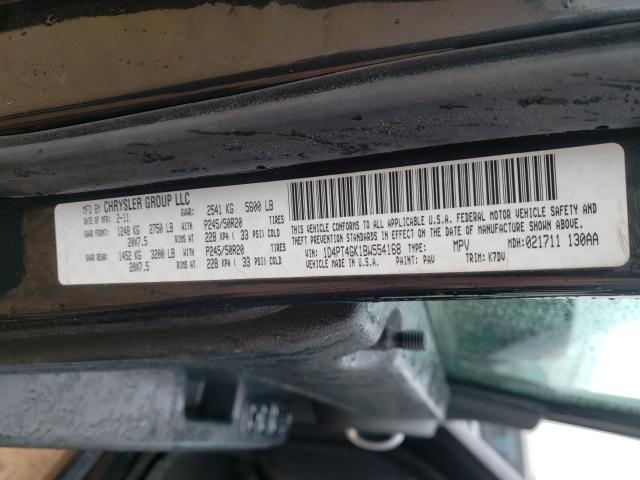 MFD BY CHRYSLER GROUP LLC
DATE OF MFR: 2-11 GVWR: 2541 KG 5600 LB
GAWR FRONT: 1248 KG 2750 LB WITH P245/50R20 TIRES
20X7.5 RIMS AT 228 KPA ( 33 PSI) COLD
GAWR REAR: 1452 KG 3200 LB WITH P245/50R20 TIRES
20X7.5 RIMS AT 228 KPA ( 33 PSI) COLD
THIS VEHICLE CONFORMS TO ALL APPLICABLE U.S.A. FEDERAL MOTOR VEHICLE SAFETY
AND THEFT PREVENTION STANDARDS IN EFFECT ON THE DATE OF MANUFACTURE SHOWN ABOVE.
VIN: 1D4PT4GK1BW554168 TYPE: MPV MDH:021711 130AA
MADE IN U.S.A. PAINT: PAV TRIM: K7DV